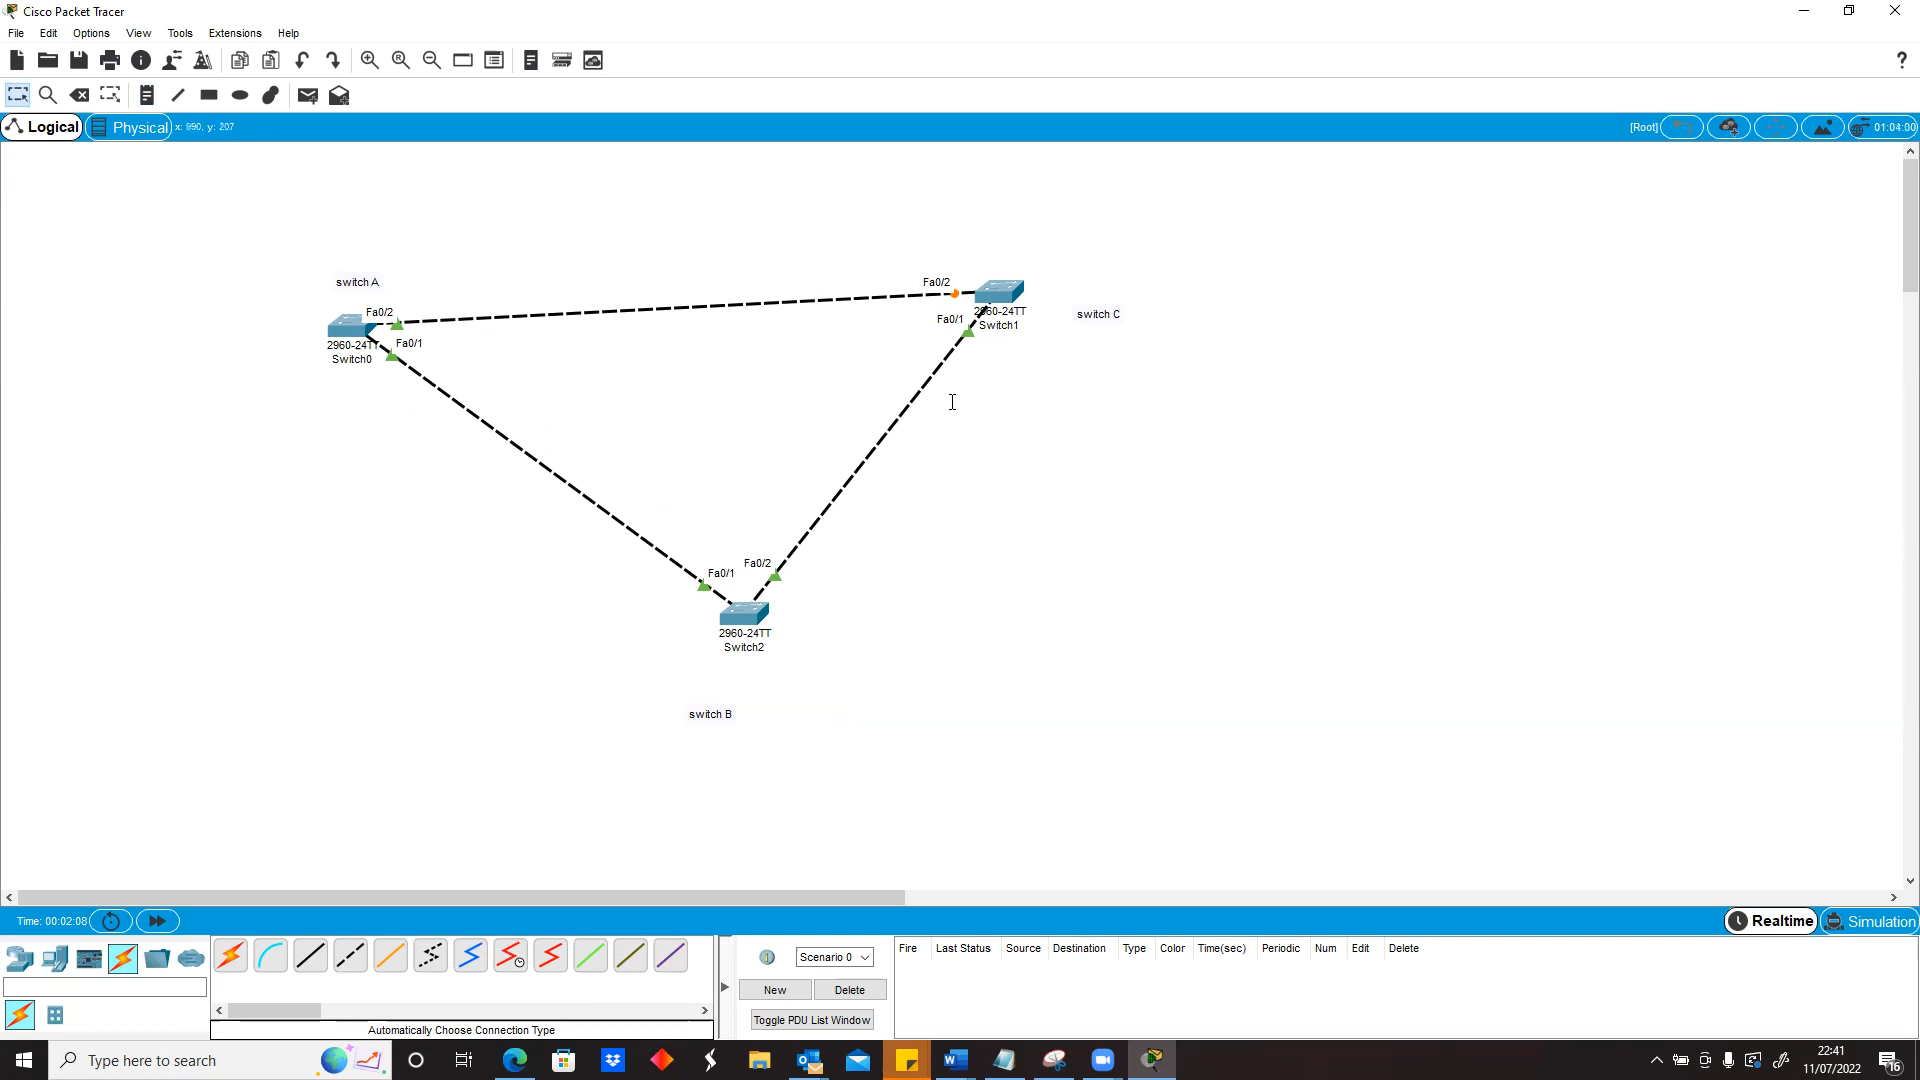 Cisco Packet Tracer
File Edit Options View Tools Extensions Help
Logical Physical x: 990, y: 207 [Root] 01:04:00
switch A
Fa0/2
2960-24TT
Switch0
Fa0/1
Fa0/2
Fa0/1
2960-24TT
Switch1
switch C
Fa0/1
Fa0/2
2960-24TT
Switch2
switch B
Time: 00:02:08 Realtime Simulation
Scenario 0
New Delete
Toggle PDU List Window
Fire Last Status Source Destination Type Color Time(sec) Periodic Num Edit Delete
Automatically Choose Connection Type
Type here to search
22:41
11/07/2022
16